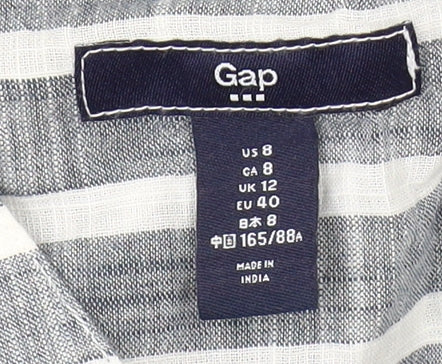 Gap
US 8
CA 8
UK 12
EU 40
日本 8
中国 165/88A
MADE IN
INDIA